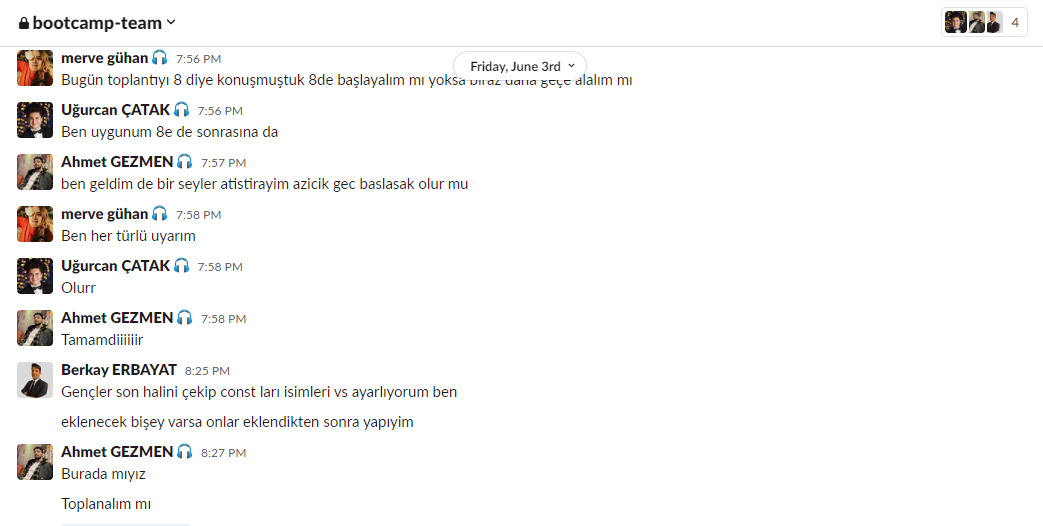 bootcamp-team
4
Friday, June 3rd
merve gühan 7:56 PM
Bugün toplantıyı 8 diye konuşmuştuk 8de başlayalım mı yoksa biraz daha geçe alalım mı
Uğurcan ÇATAK 7:56 PM
Ben uygunum 8e de sonrasına da
Ahmet GEZMEN 7:57 PM
ben geldim de bir seyler atistirayim azicik gec baslasak olur mu
merve gühan 7:58 PM
Ben her türlü uyarım
Uğurcan ÇATAK 7:58 PM
Olurr
Ahmet GEZMEN 7:58 PM
Tamamdiiiiiir
Berkay ERBAYAT 8:25 PM
Gençler son halini çekip const ları isimleri vs ayarlıyorum ben
eklenecek bişey varsa onlar eklendikten sonra yapıyim
Ahmet GEZMEN 8:27 PM
Burada mıyız
Toplanalım mı